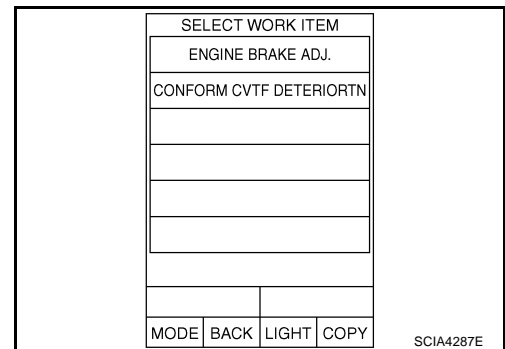 SELECT WORK ITEM
ENGINE BRAKE ADJ.
CONFORM CVTF DETERIORTN
MODE BACK LIGHT COPY
SCIA4287E